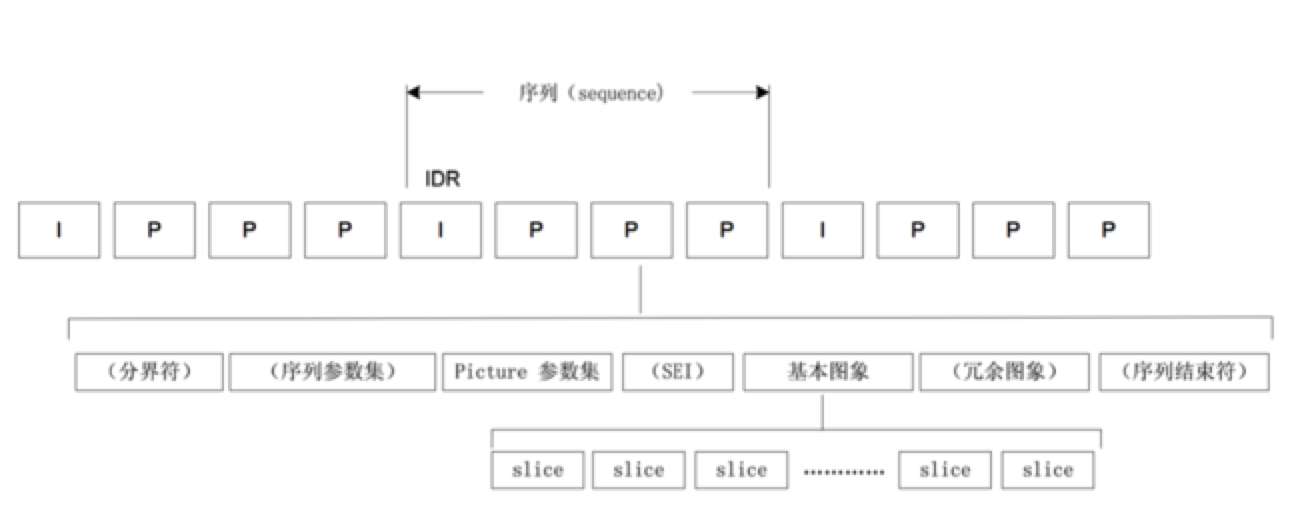 序列（sequence）
IDR
I P P P I P P P I P P P
（分界符） （序列参数集） Picture 参数集 （SEI） 基本图象 （冗余图象） （序列结束符）
slice slice slice ………… slice slice